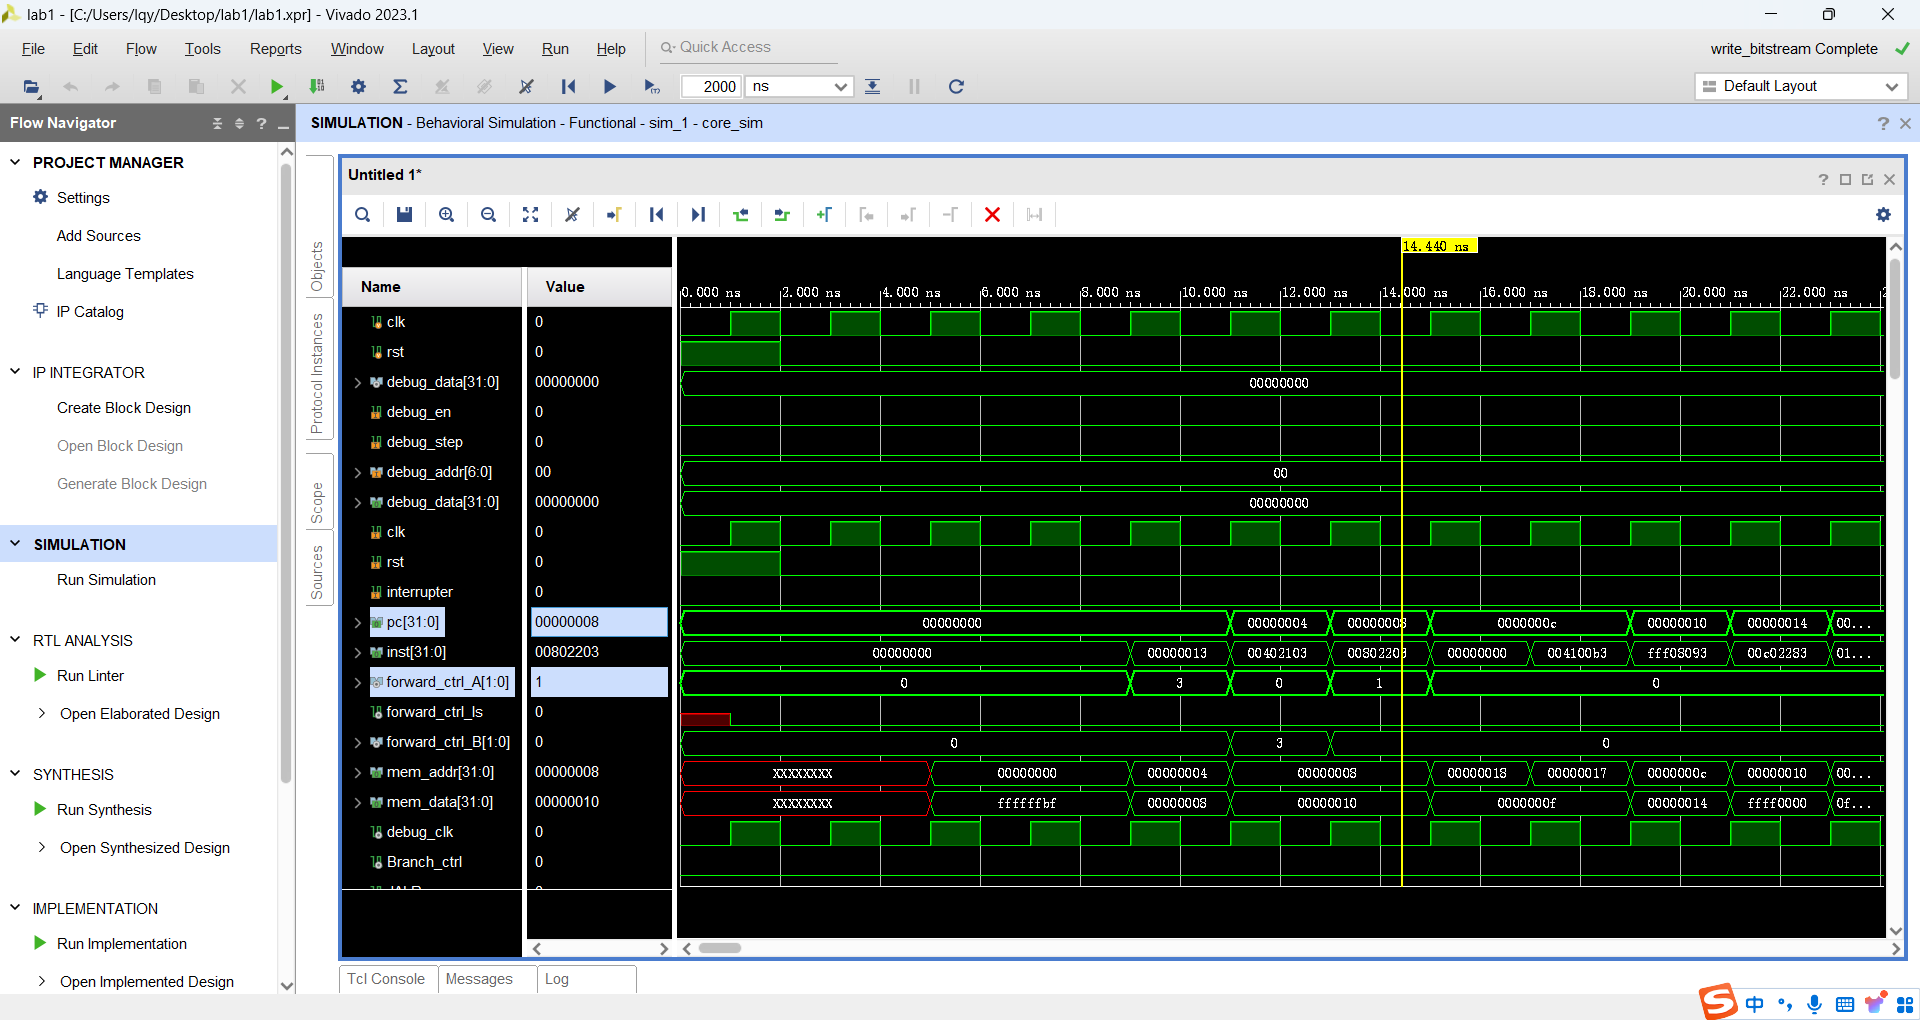 lab1 - [C:/Users/lqy/Desktop/lab1/lab1.xpr] - Vivado 2023.1
File Edit Flow Tools Reports Window Layout View Run Help Quick Access
write_bitstream Complete
2000 ns
Default Layout
Flow Navigator
SIMULATION - Behavioral Simulation - Functional - sim_1 - core_sim
PROJECT MANAGER
Settings
Add Sources
Language Templates
IP Catalog
IP INTEGRATOR
Create Block Design
Open Block Design
Generate Block Design
SIMULATION
Run Simulation
RTL ANALYSIS
Run Linter
Open Elaborated Design
SYNTHESIS
Run Synthesis
Open Synthesized Design
IMPLEMENTATION
Run Implementation
Open Implemented Design
Objects
Protocol Instances
Scope
Sources
Untitled 1*
14.440 ns
Name Value
0.000 ns 2.000 ns 4.000 ns 6.000 ns 8.000 ns 10.000 ns 12.000 ns 14.000 ns 16.000 ns 18.000 ns 20.000 ns 22.000 ns
clk 0
rst 0
debug_data[31:0] 00000000 00000000
debug_en 0
debug_step 0
debug_addr[6:0] 00 00
debug_data[31:0] 00000000 00000000
clk 0
rst 0
interrupter 0
pc[31:0] 00000008 00000000 00000004 00000008 0000000c 00000010 00000014 00...
inst[31:0] 00802203 00000000 00000013 00402103 00802203 00000000 004100b3 fff08093 00c02283 01...
forward_ctrl_A[1:0] 1 0 3 0 1 0
forward_ctrl_ls 0
forward_ctrl_B[1:0] 0 0 3 0
mem_addr[31:0] 00000008 XXXXXXXX 00000000 00000004 00000008 00000018 00000017 0000000c 00000010 00...
mem_data[31:0] 00000010 XXXXXXXX ffffffbf 00000008 00000010 0000000f 00000014 ffff0000 0f...
debug_clk 0
Branch_ctrl 0
Tcl Console Messages Log
中